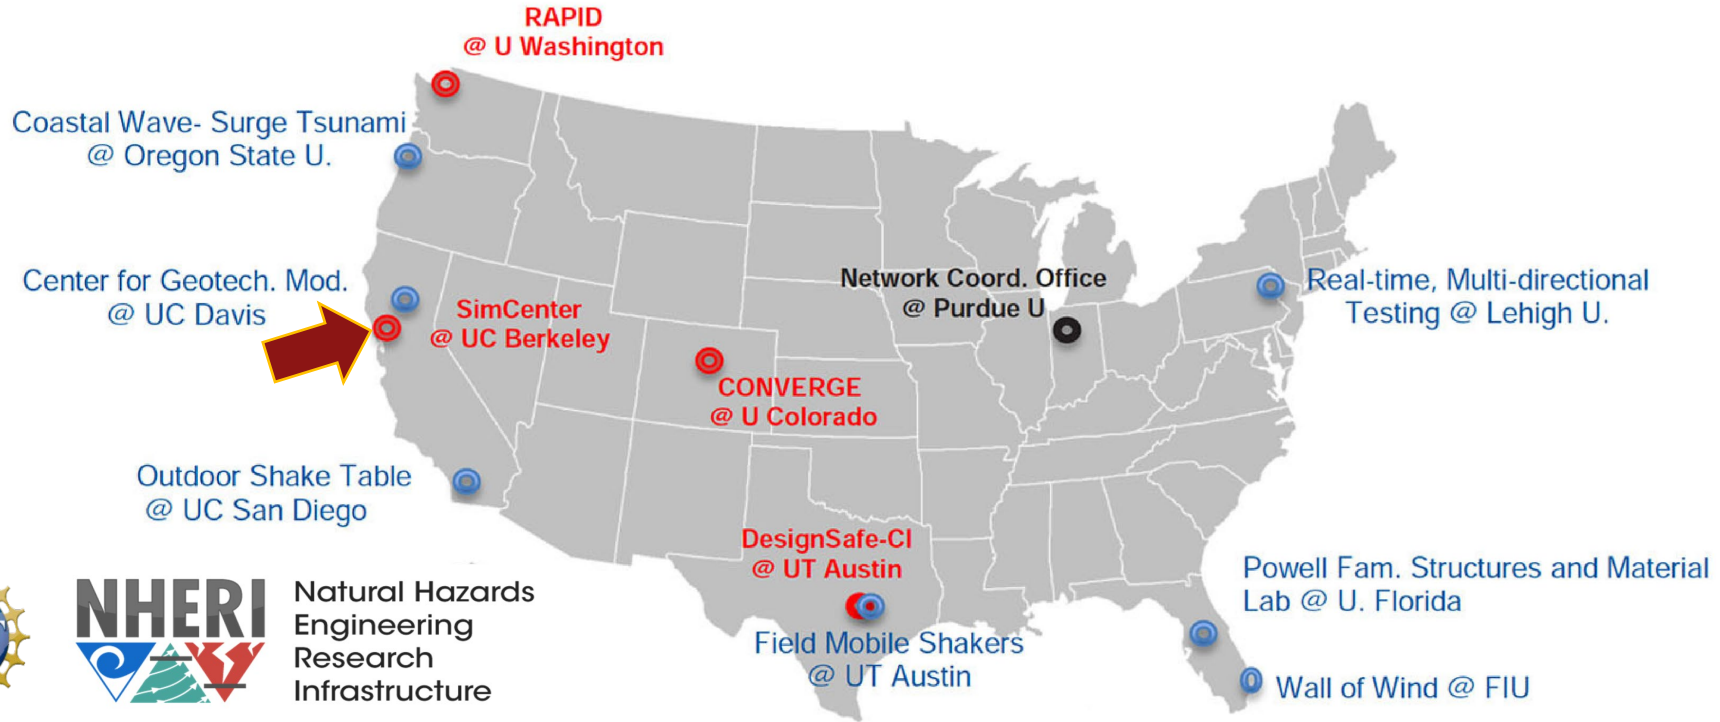 RAPID
@ U Washington
Coastal Wave- Surge Tsunami
@ Oregon State U.
Center for Geotech. Mod.
@ UC Davis
SimCenter
@ UC Berkeley
Network Coord. Office
@ Purdue U
Real-time, Multi-directional
Testing @ Lehigh U.
CONVERGE
@ U Colorado
Outdoor Shake Table
@ UC San Diego
DesignSafe-CI
@ UT Austin
Field Mobile Shakers
@ UT Austin
Powell Fam. Structures and Material
Lab @ U. Florida
Wall of Wind @ FIU
NHERI
Natural Hazards
Engineering
Research
Infrastructure